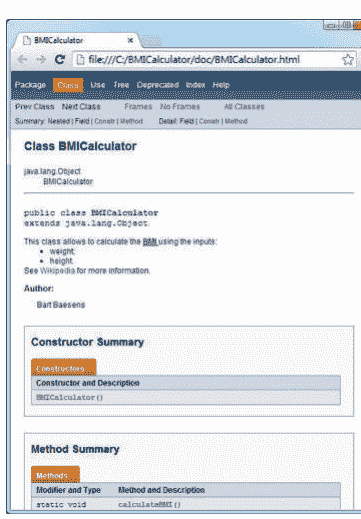 BMICalculator
file:///C:/BMICalculator/doc/BMICalculator.html
Package Class Use Tree Deprecated Index Help
Prev Class Next Class Frames No Frames All Classes
Summary: Nested | Field | Constr | Method Detail: Field | Constr | Method
Class BMICalculator
java.lang.Object
BMICalculator
public class BMICalculator
extends java.lang.Object
This class allows to calculate the BMI using the inputs:
• weight,
• height.
See Wikipedia for more information.
Author:
Bart Baesens
Constructor Summary
Constructors
Constructor and Description
BMICalculator()
Method Summary
Methods
Modifier and Type Method and Description
static void calculateBMI()